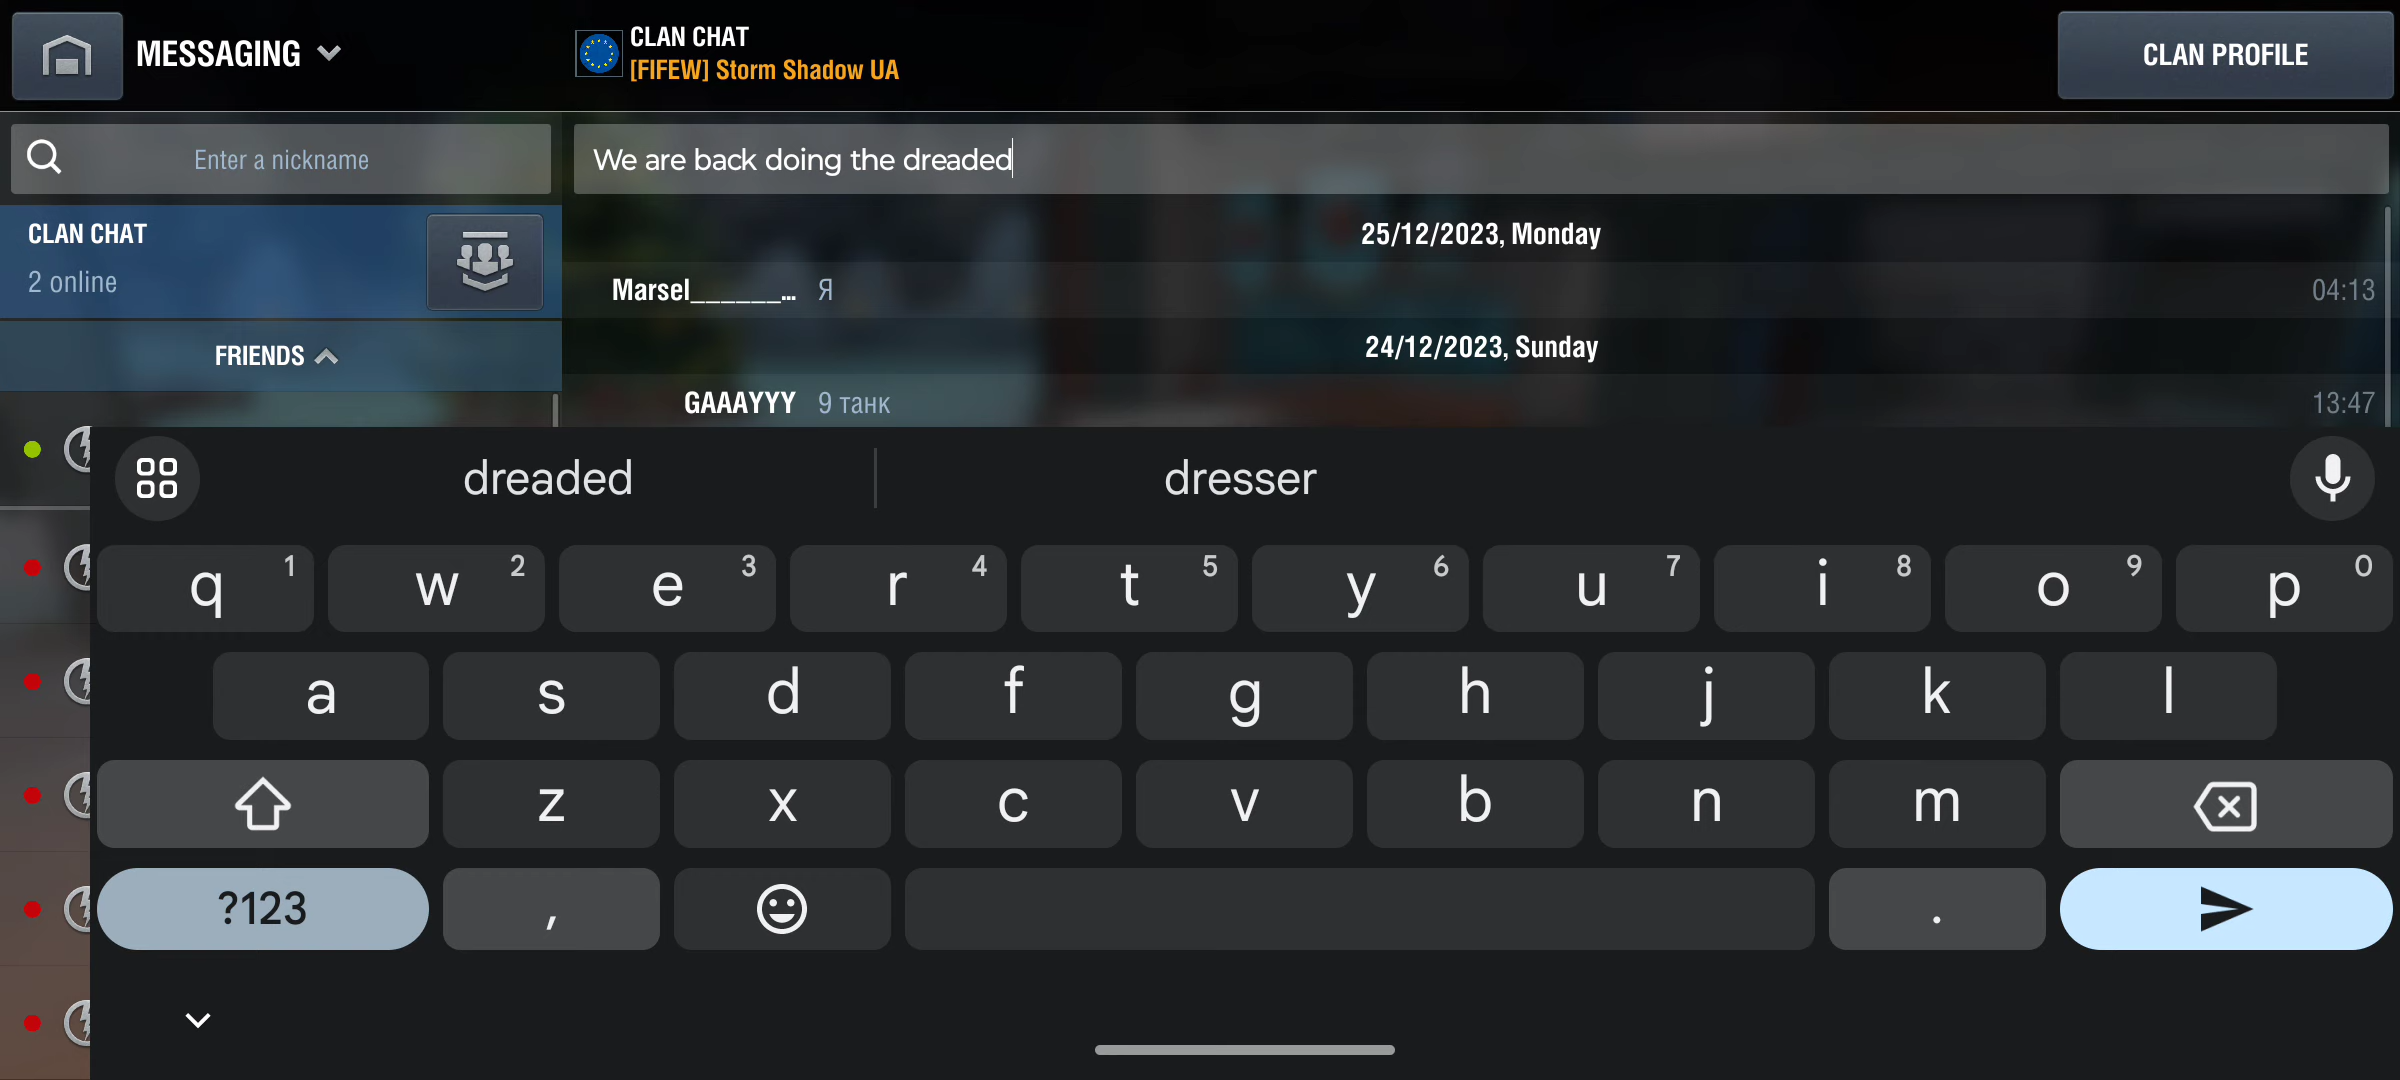 MESSAGING
CLAN CHAT
[FIFEW] Storm Shadow UA
CLAN PROFILE
Enter a nickname
We are back doing the dreaded
CLAN CHAT
2 online
FRIENDS
25/12/2023, Monday
Marsel______... Я 04:13
24/12/2023, Sunday
GAAAYYY 9 танк 13:47
dreaded dresser
q 1 w 2 e 3 r 4 t 5 y 6 u 7 i 8 o 9 p 0
a s d f g h j k l
z x c v b n m
?123 , .